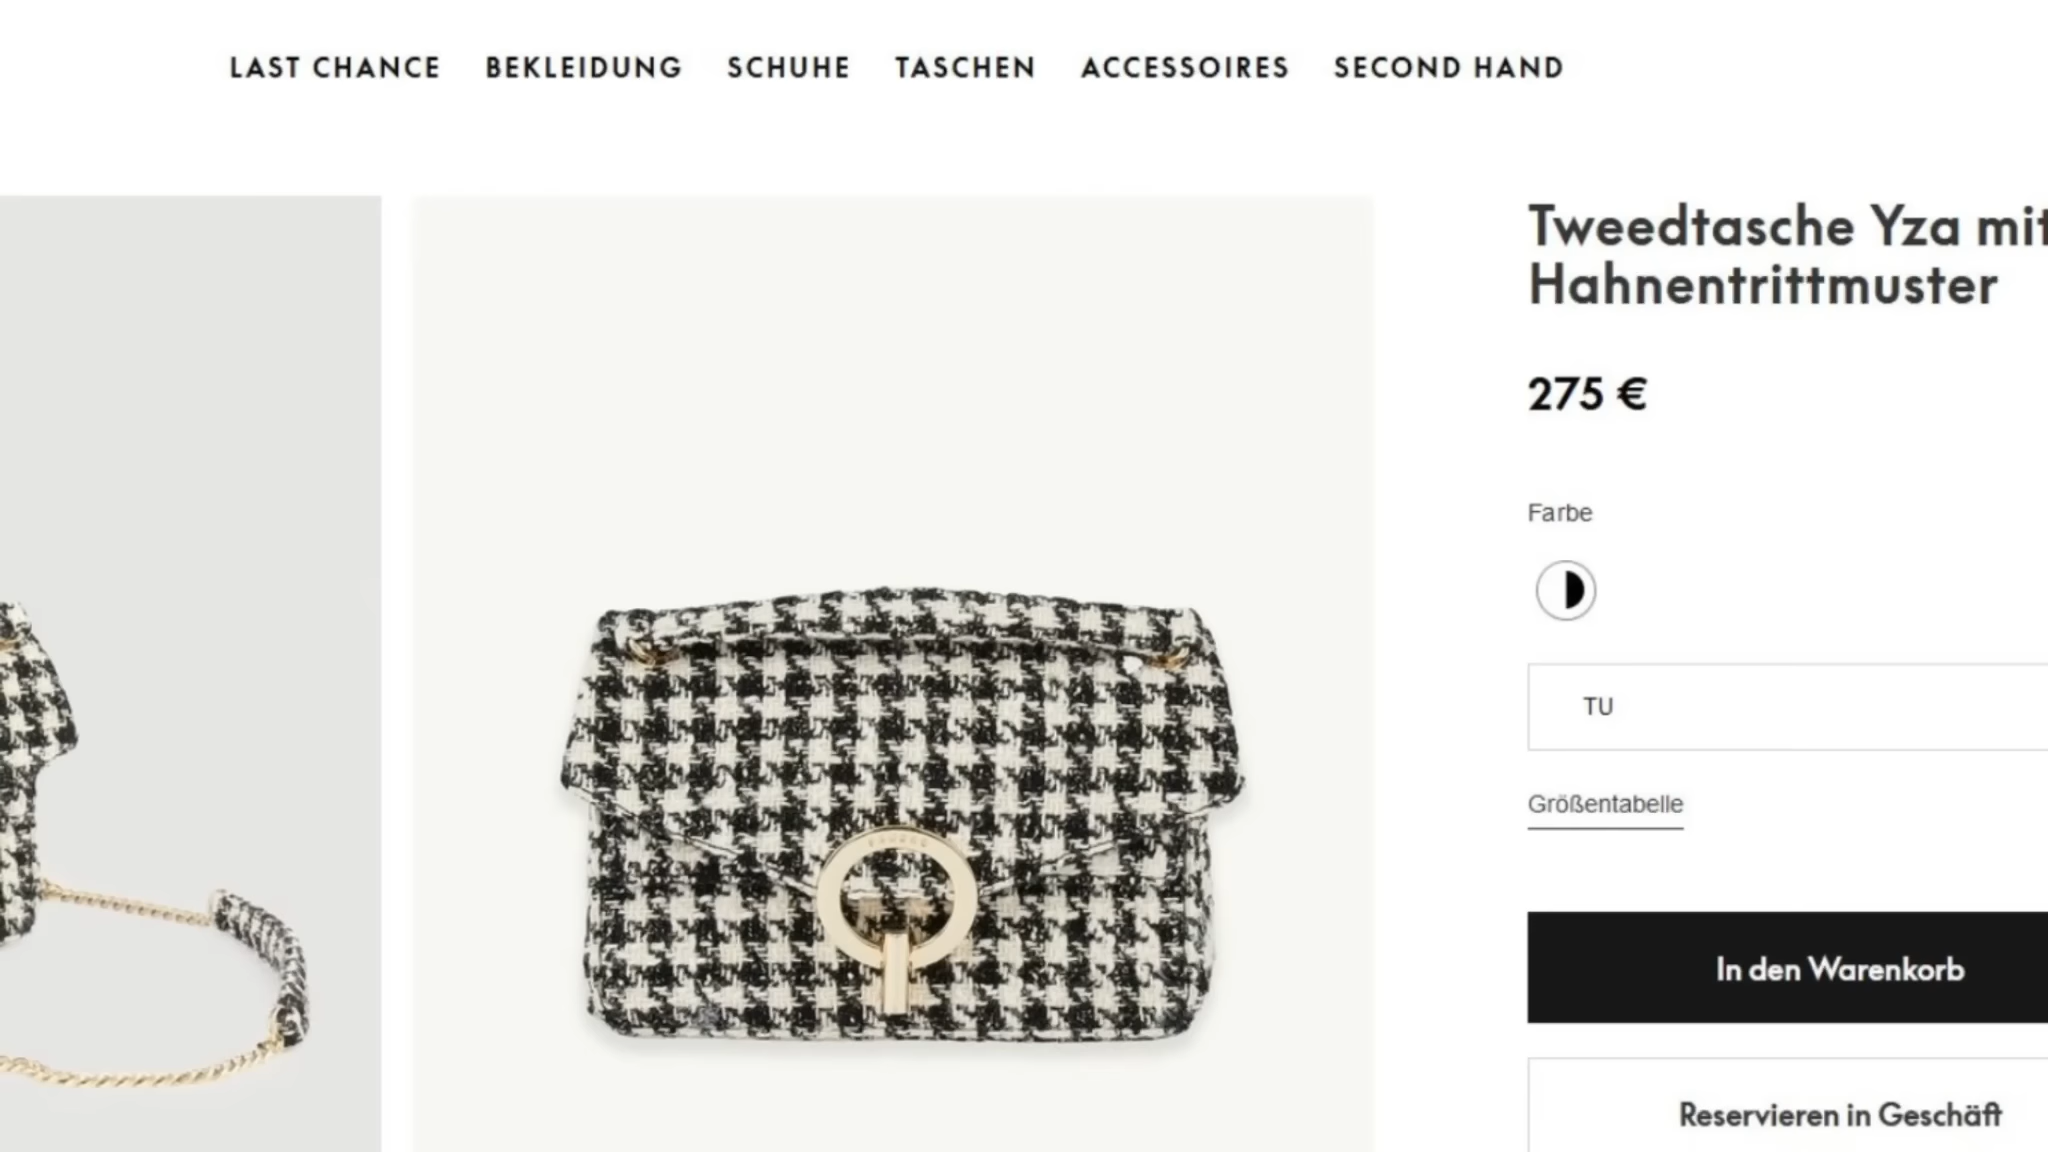 LAST CHANCE BEKLEIDUNG SCHUHE TASCHEN ACCESSOIRES SECOND HAND
Tweedtasche Yza mit
Hahnentrittmuster
275 €
Farbe
TU
Größentabelle
In den Warenkorb
Reservieren in Geschäft